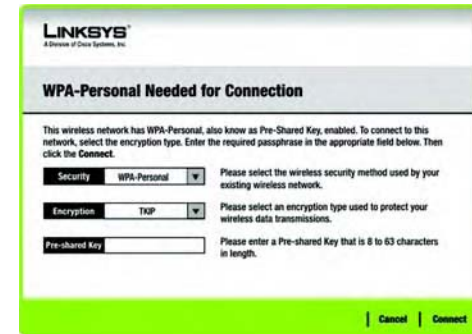 LINKSYS®
A Division of Cisco Systems, Inc.
WPA-Personal Needed for Connection
This wireless network has WPA-Personal, also know as Pre-Shared Key, enabled. To connect to this
network, select the encryption type. Enter the required passphrase in the appropriate field below. Then
click the Connect.
Security WPA-Personal Please select the wireless security method used by your
existing wireless network.
Encryption TKIP Please select an encryption type used to protect your
wireless data transmissions.
Pre-shared Key Please enter a Pre-shared Key that is 8 to 63 characters
in length.
Cancel Connect